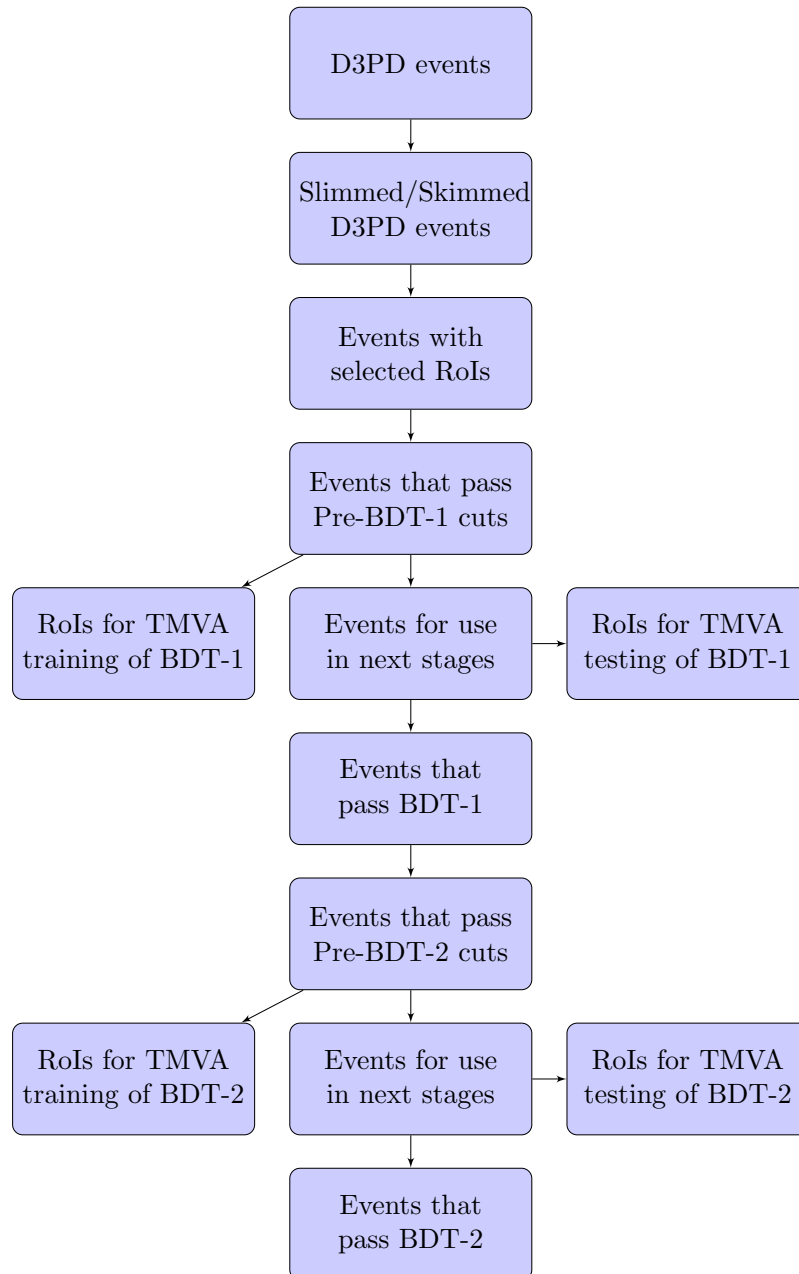 D3PD events
Slimmed/Skimmed
D3PD events
Events with
selected RoIs
Events that pass
Pre-BDT-1 cuts
RoIs for TMVA
training of BDT-1
Events for use
in next stages
RoIs for TMVA
testing of BDT-1
Events that
pass BDT-1
Events that pass
Pre-BDT-2 cuts
RoIs for TMVA
training of BDT-2
Events for use
in next stages
RoIs for TMVA
testing of BDT-2
Events that
pass BDT-2